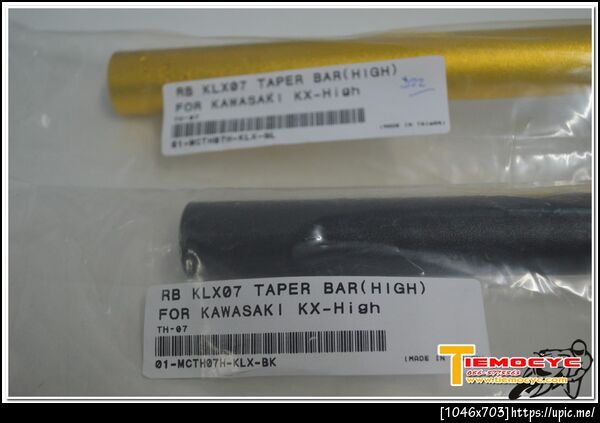 RB KLX07 TAPER BAR(HIGH)
FOR KAWASAKI KX-High
TH-07
01-MCTH07H-KLX-BL
(MADE IN TAIWAN)
RB KLX07 TAPER BAR(HIGH)
FOR KAWASAKI KX-High
TH-07
01-MCTH07H-KLX-BK
(MADE IN
TIEMOCYC
www.tiemocyc.com
[1046x703]https://upic.me/